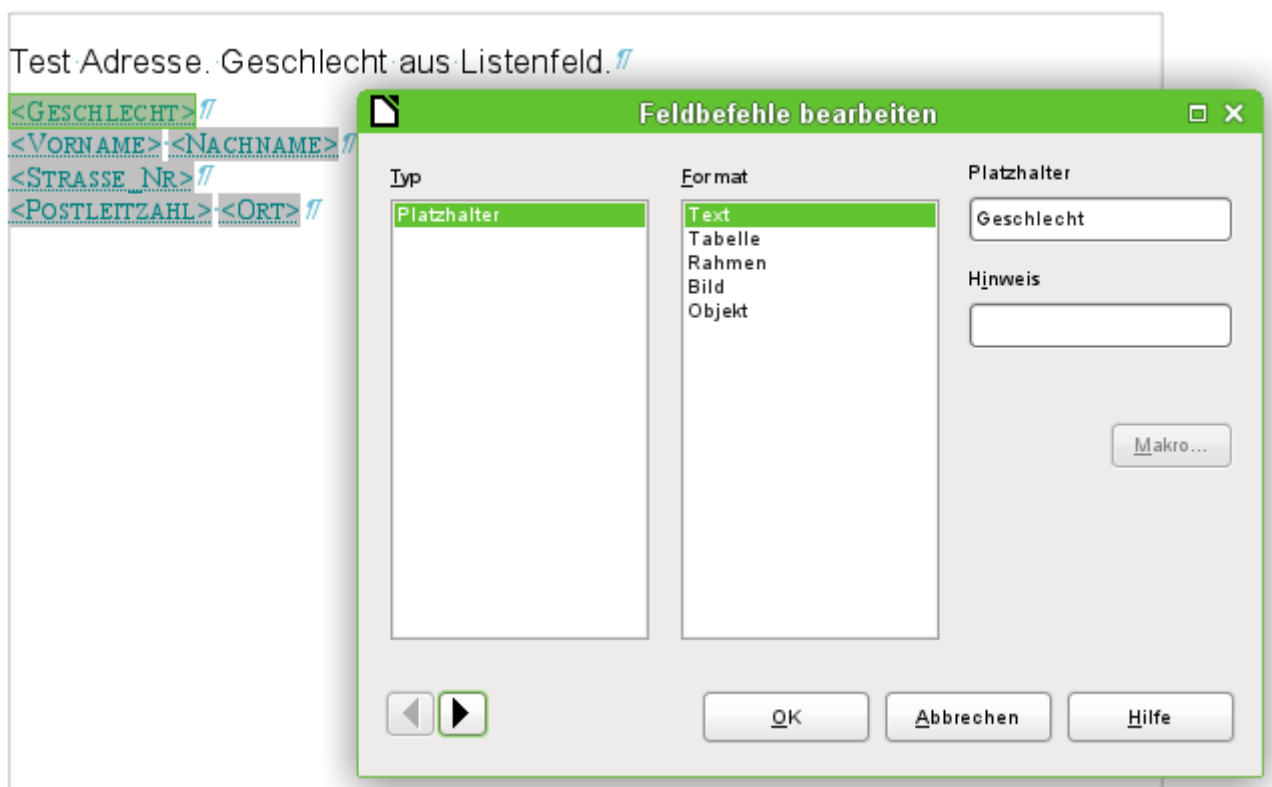 Test Adresse. Geschlecht aus Listenfeld.¶
<GESCHLECHT>¶
<VORNAME> <NACHNAME>¶
<STRASSE_NR>¶
<POSTLEITZAHL> <ORT>¶
Feldbefehle bearbeiten
Typ
Platzhalter
Format
Text
Tabelle
Rahmen
Bild
Objekt
Platzhalter
Geschlecht
Hinweis
Makro...
OK
Abbrechen
Hilfe